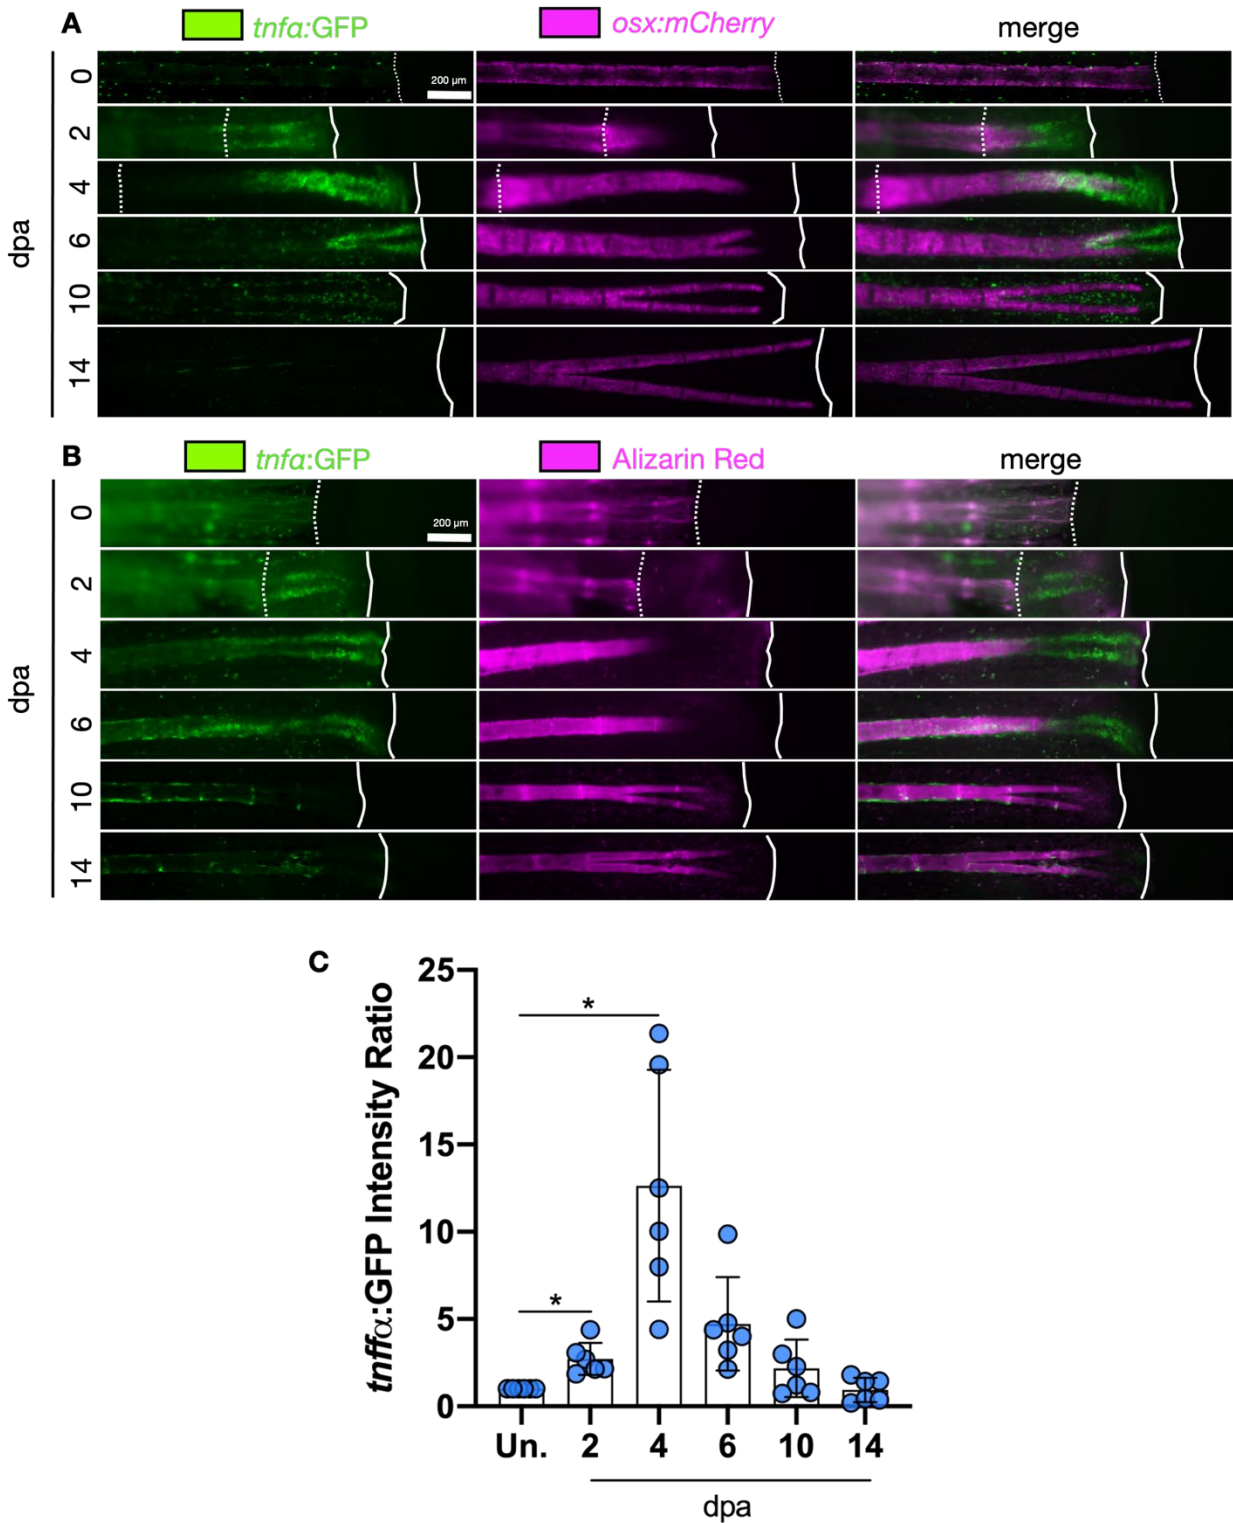 A
tnfa:GFP
osx:mCherry
merge
0
200 µm
2
4
6
10
14
dpa
B
tnfa:GFP
Alizarin Red
merge
0
200 µm
2
4
6
10
14
dpa
C
tnffα:GFP Intensity Ratio
25
20
15
10
5
0
*
*
Un. 2 4 6 10 14
dpa